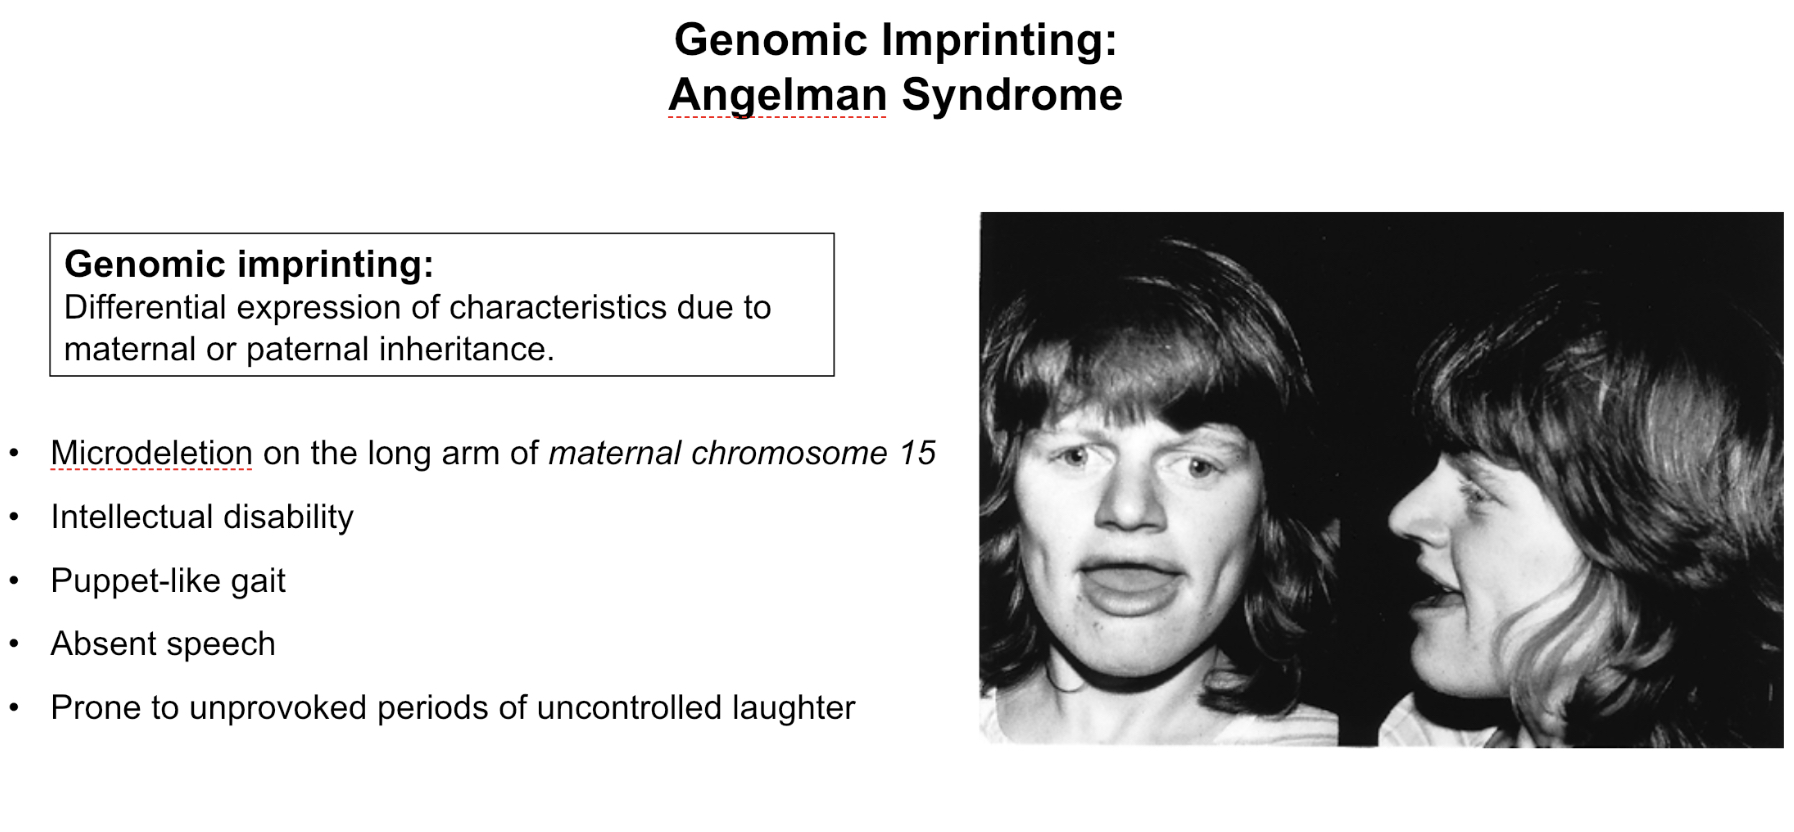 Genomic Imprinting:
Angelman Syndrome
Genomic imprinting:
Differential expression of characteristics due to
maternal or paternal inheritance.
• Microdeletion on the long arm of maternal chromosome 15
• Intellectual disability
• Puppet-like gait
• Absent speech
• Prone to unprovoked periods of uncontrolled laughter